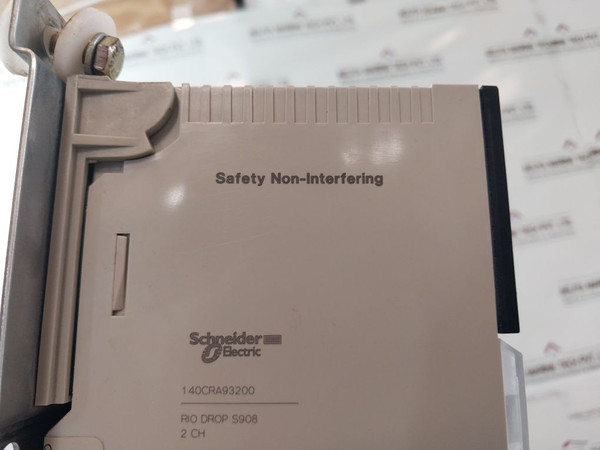 Safety Non-Interfering
Schneider
Electric
140CRA93200
RIO DROP S908
2 CH